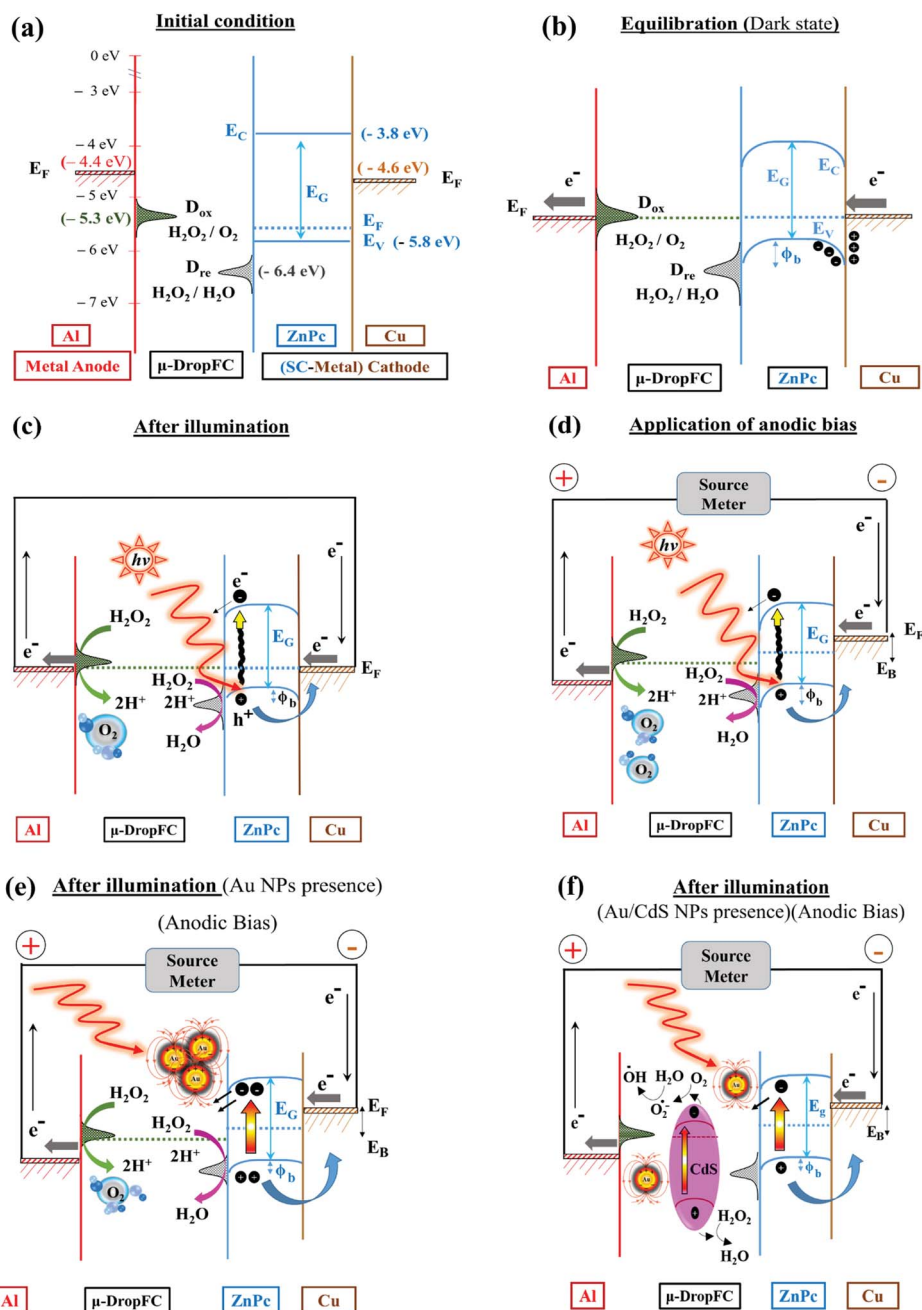 (a)
Initial condition
0 eV
– 3 eV
– 4 eV
(– 4.4 eV)
E_F
–5 eV
(– 5.3 eV)
–6 eV
–7 eV
D_ox
H₂O₂ / O₂
D_re
(– 6.4 eV)
H₂O₂ / H₂O
E_C
(- 3.8 eV)
(- 4.6 eV)
E_F
E_G
E_F
E_V (- 5.8 eV)
Al
ZnPc
Cu
Metal Anode
μ-DropFC
(SC-Metal) Cathode
(b)
Equilibration (Dark state)
e⁻
E_F
D_ox
H₂O₂ / O₂
D_re
H₂O₂ / H₂O
E_G
E_C
e⁻
E_V
ϕ_b
Al
μ-DropFC
ZnPc
Cu
(c)
After illumination
hν
e⁻
e⁻
e⁻
H₂O₂
E_G
e⁻
e⁻
E_F
H₂O₂
2H⁺
2H⁺
ϕ_b
h⁺
O₂
H₂O
Al
μ-DropFC
ZnPc
Cu
(d)
Application of anodic bias
+
-
Source
Meter
hν
e⁻
e⁻
H₂O₂
E_G
e⁻
E_F
E_B
e⁻
H₂O₂
2H⁺
2H⁺
ϕ_b
H₂O
O₂
O₂
Al
μ-DropFC
ZnPc
Cu
(e)
After illumination (Au NPs presence)
(Anodic Bias)
+
-
Source
Meter
e⁻
e⁻
Au
Au
Au
H₂O₂
e⁻
E_G
E_F
H₂O₂
e⁻
E_B
2H⁺
2H⁺
ϕ_b
O₂
H₂O
Al
μ-DropFC
ZnPc
Cu
(f)
After illumination
(Au/CdS NPs presence)(Anodic Bias)
+
-
Source
Meter
e⁻
e⁻
Au
ȮH
H₂O
O₂
O₂•⁻
e⁻
E_g
E_F
E_B
e⁻
CdS
Au
ϕ_b
H₂O₂
H₂O
Al
μ-DropFC
ZnPc
Cu